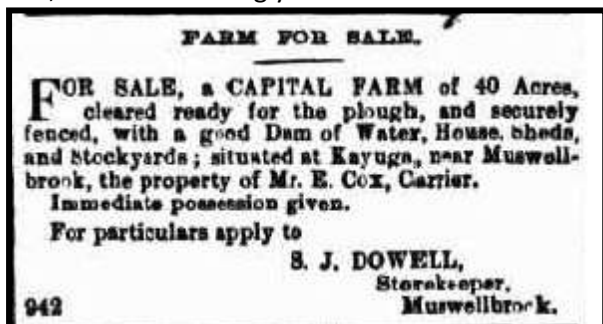 FARM FOR SALE.
FOR SALE, a CAPITAL FARM of 40 Acres,
cleared ready for the plough, and securely
fenced, with a good Dam of Water, House, Sheds,
and Stockyards; situated at Kayuga, near Muswell-
brook, the property of Mr. E. Cox, Carrier.
Immediate possession given.
For particulars apply to
S. J. DOWELL,
Storekeeper,
942 Muswellbrook.